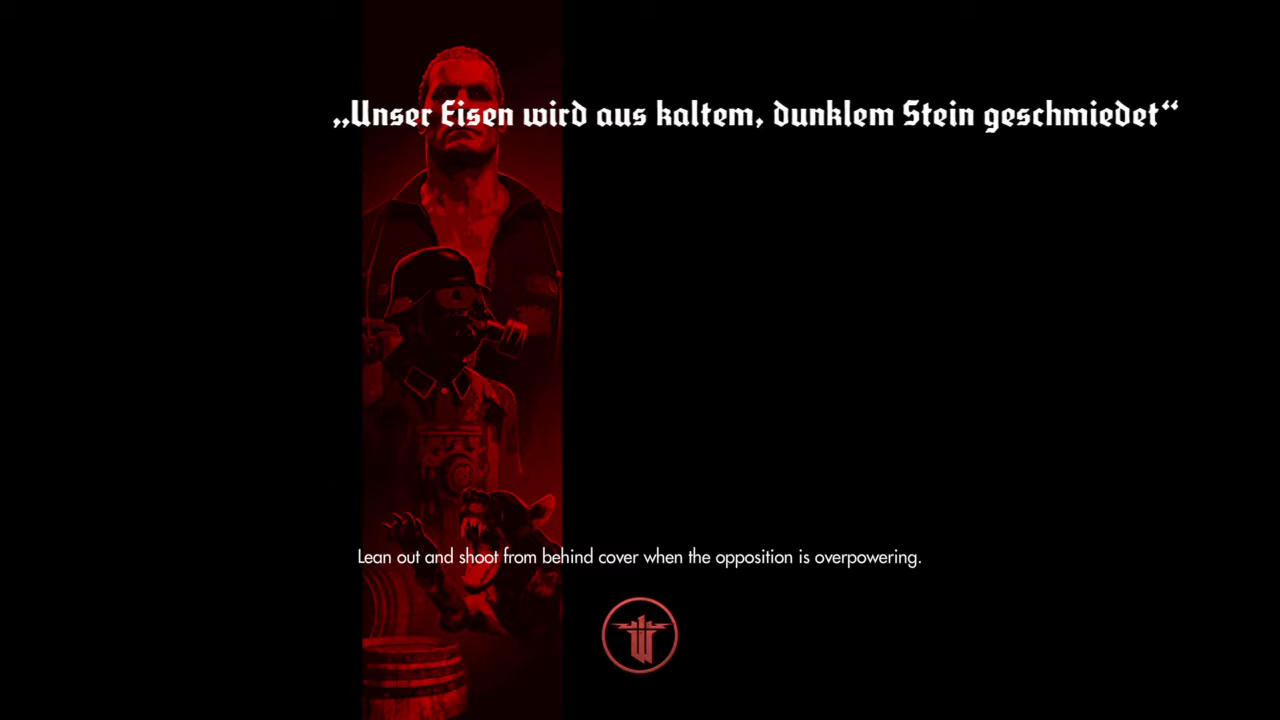 „Unser Eisen wird aus kaltem, dunklem Stein geschmiedet“
Lean out and shoot from behind cover when the opposition is overpowering.